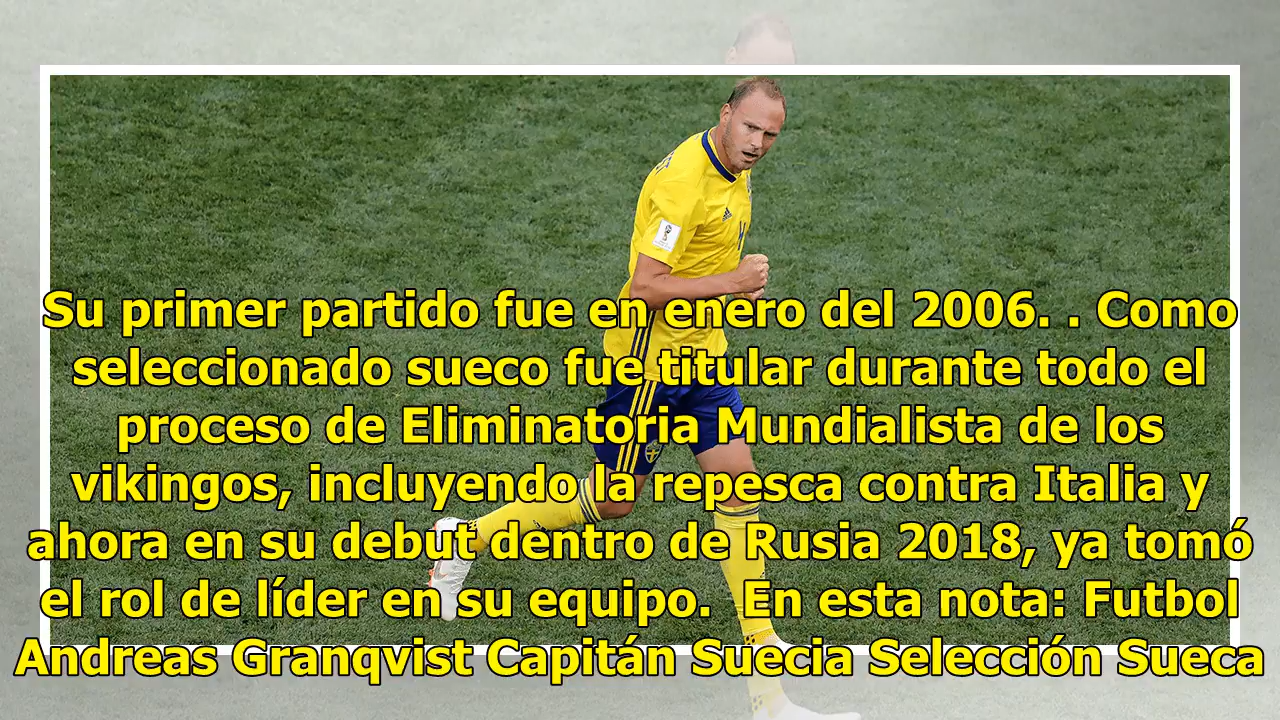 Su primer partido fue en enero del 2006. . Como
seleccionado sueco fue titular durante todo el
proceso de Eliminatoria Mundialista de los
vikingos, incluyendo la repesca contra Italia y
ahora en su debut dentro de Rusia 2018, ya tomó
el rol de líder en su equipo.  En esta nota: Futbol
Andreas Granqvist Capitán Suecia Selección Sueca